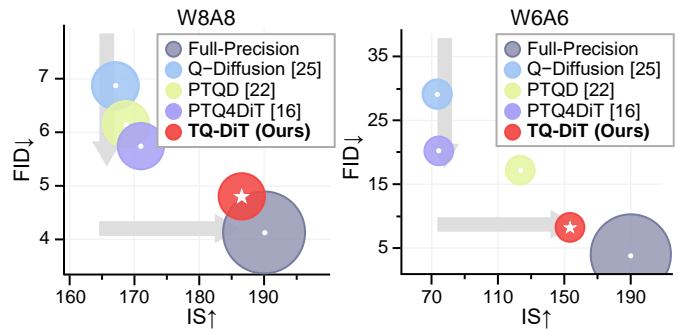 W8A8
FID↓
7
6
5
4
160
170
180
190
IS↑
Full-Precision
Q-Diffusion [25]
PTQD [22]
PTQ4DiT [16]
TQ-DiT (Ours)
W6A6
FID↓
35
25
15
5
70
110
150
190
IS↑
Full-Precision
Q-Diffusion [25]
PTQD [22]
PTQ4DiT [16]
TQ-DiT (Ours)